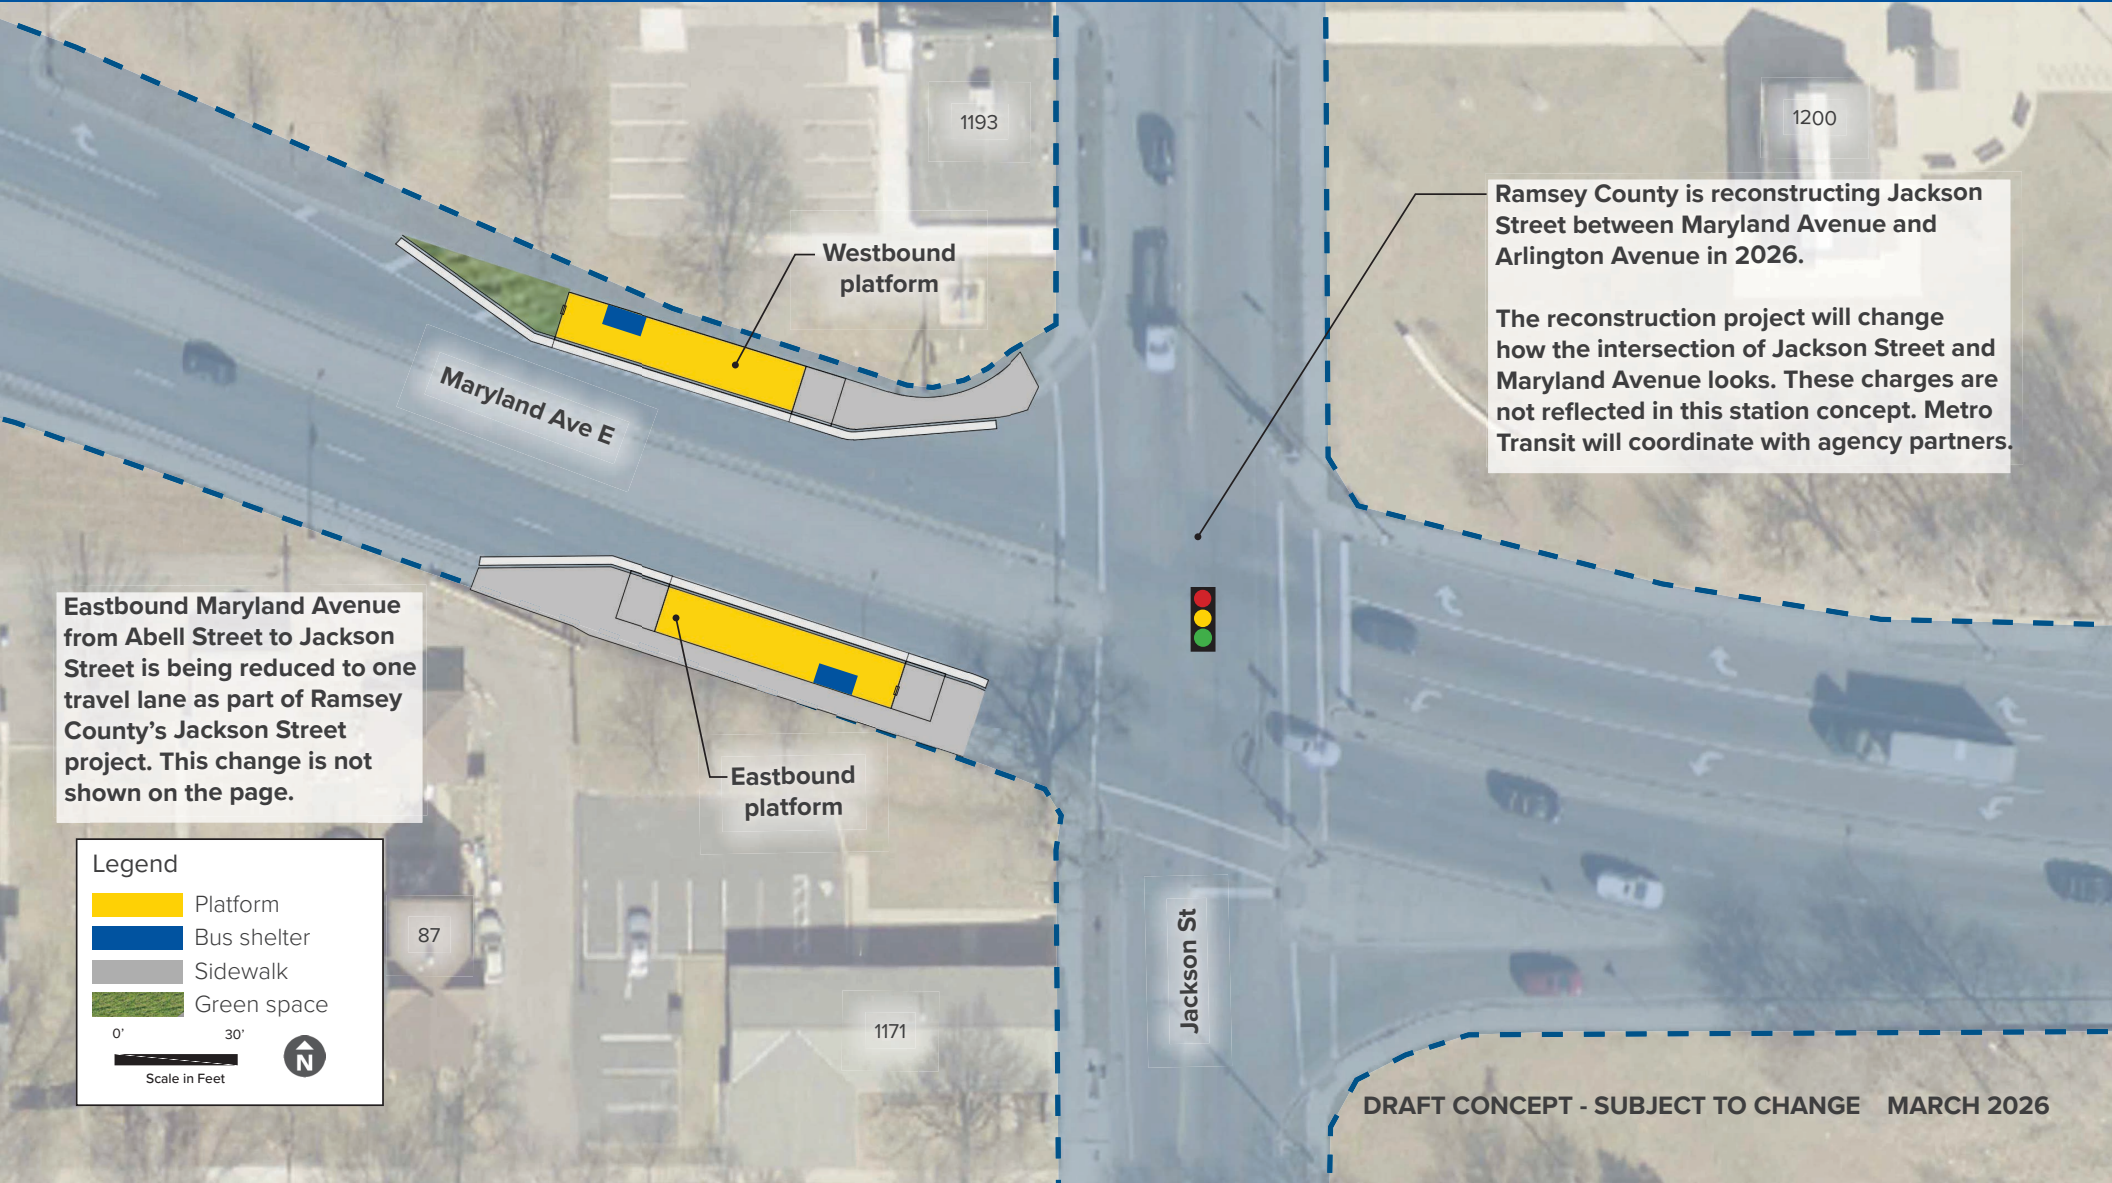 1193
1200
Westbound
platform
Ramsey County is reconstructing Jackson
Street between Maryland Avenue and
Arlington Avenue in 2026.
The reconstruction project will change
how the intersection of Jackson Street and
Maryland Avenue looks. These charges are
not reflected in this station concept. Metro
Transit will coordinate with agency partners.
Maryland Ave E
Eastbound Maryland Avenue
from Abell Street to Jackson
Street is being reduced to one
travel lane as part of Ramsey
County’s Jackson Street
project. This change is not
shown on the page.
Eastbound
platform
Legend
Platform
Bus shelter
Sidewalk
Green space
0’ 30’
Scale in Feet
N
87
1171
Jackson St
DRAFT CONCEPT - SUBJECT TO CHANGE MARCH 2026